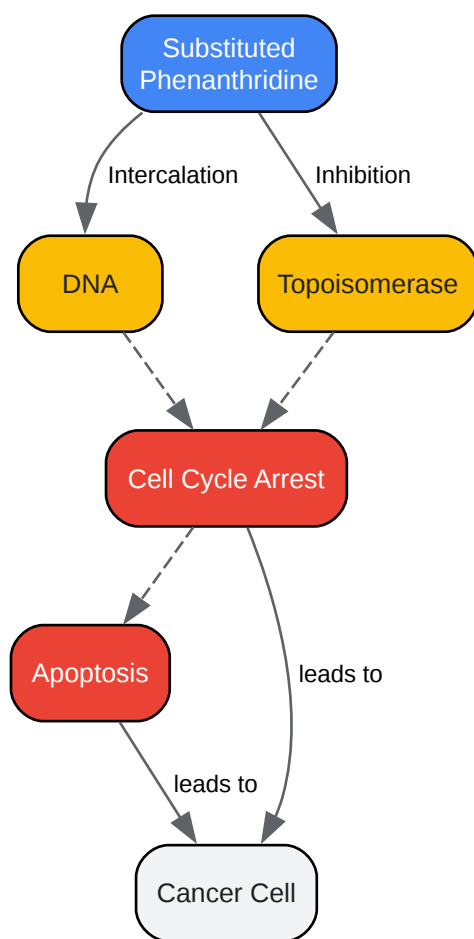 Substituted
Phenanthridine
Intercalation
Inhibition
DNA
Topoisomerase
Cell Cycle Arrest
Apoptosis
leads to
leads to
Cancer Cell